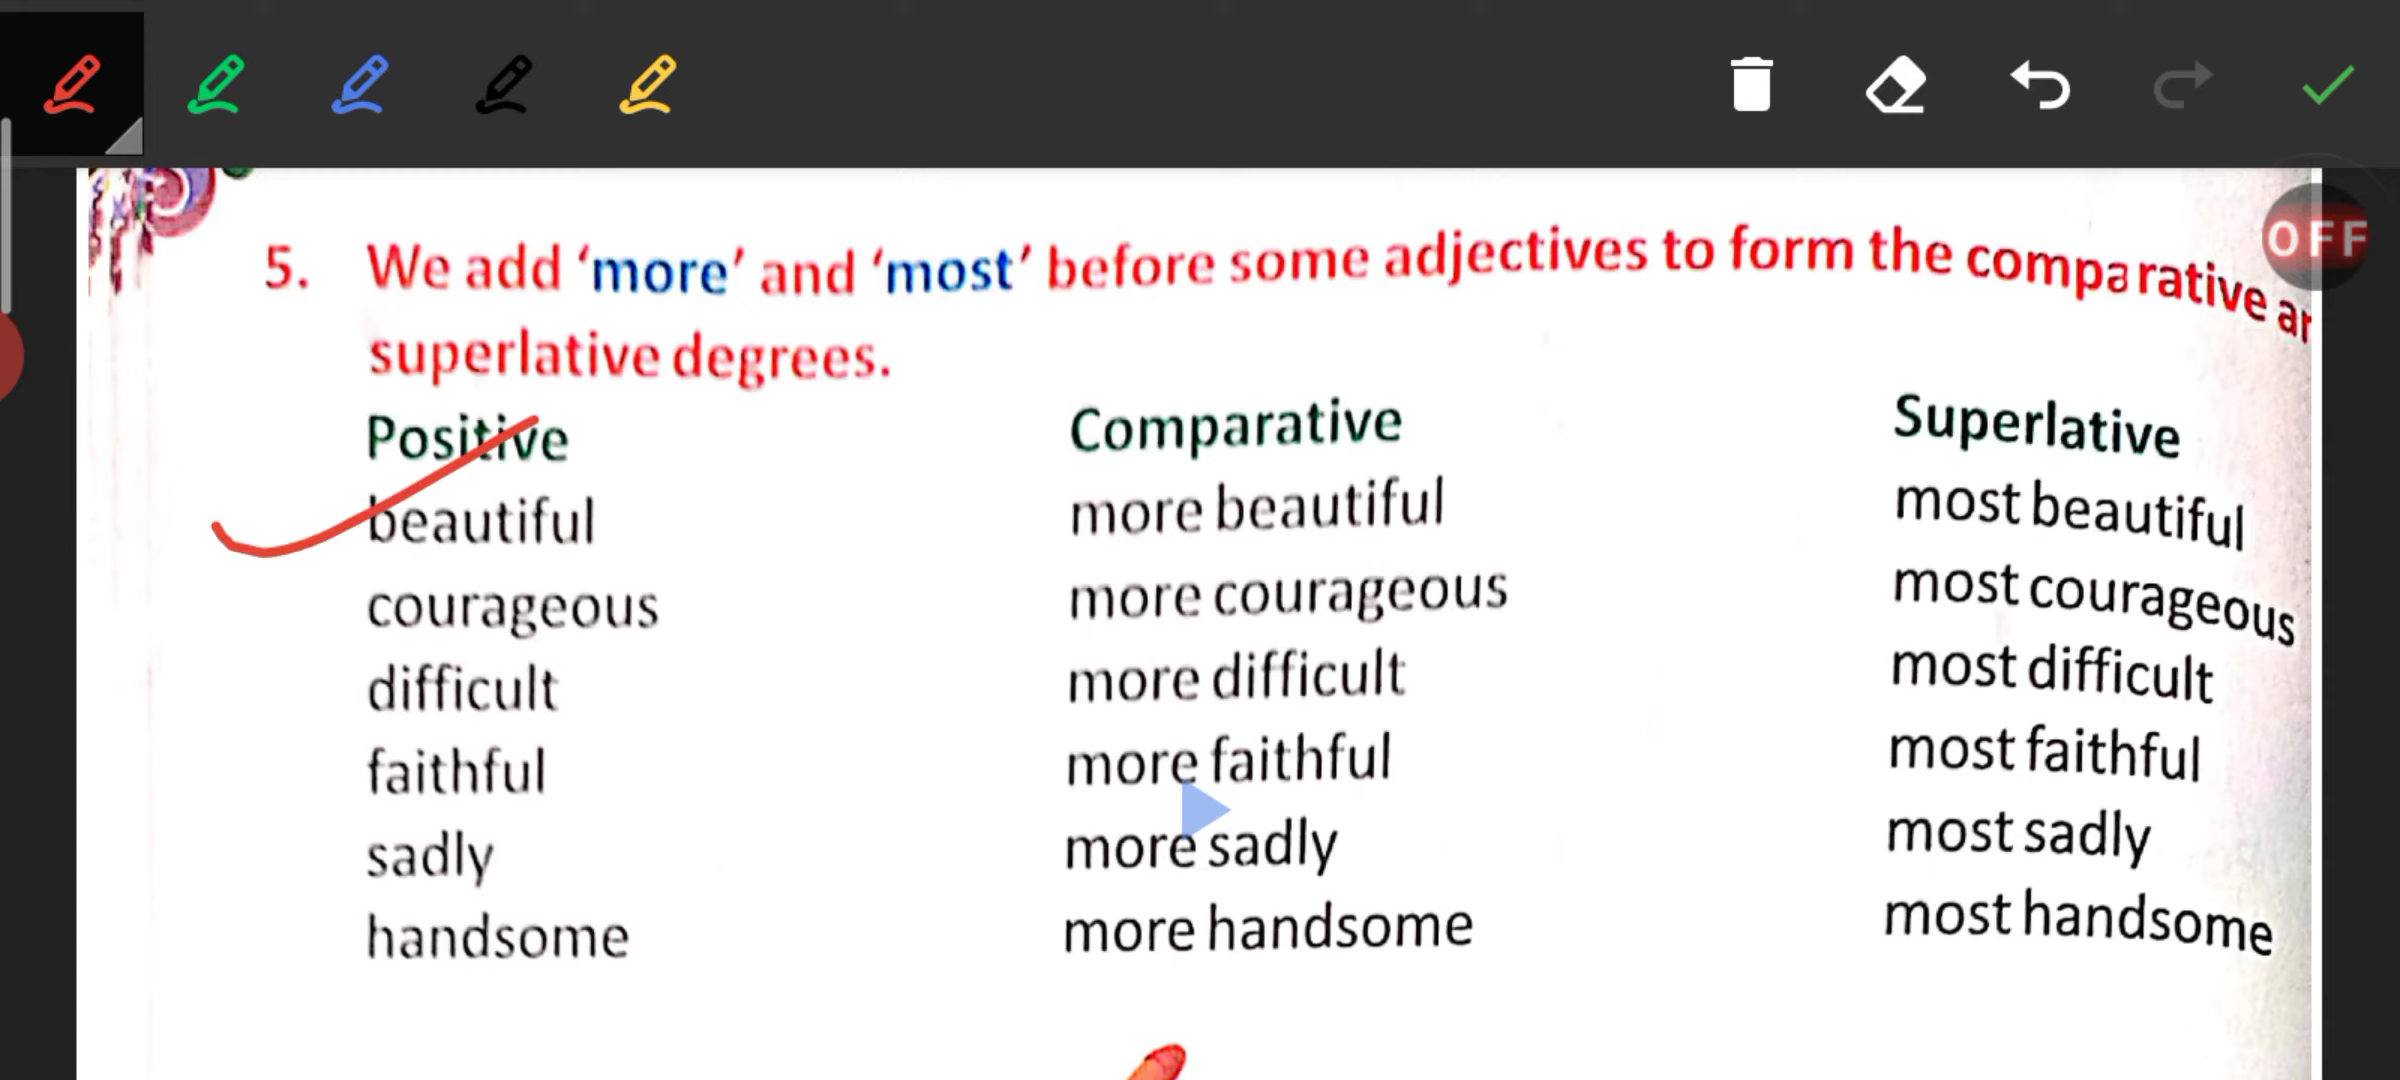 OFF
5. We add ‘more’ and ‘most’ before some adjectives to form the comparative
superlative degrees.
Positive Comparative Superlative
beautiful more beautiful most beautiful
courageous more courageous most courageous
difficult more difficult most difficult
faithful more faithful most faithful
sadly more sadly most sadly
handsome more handsome most handsome